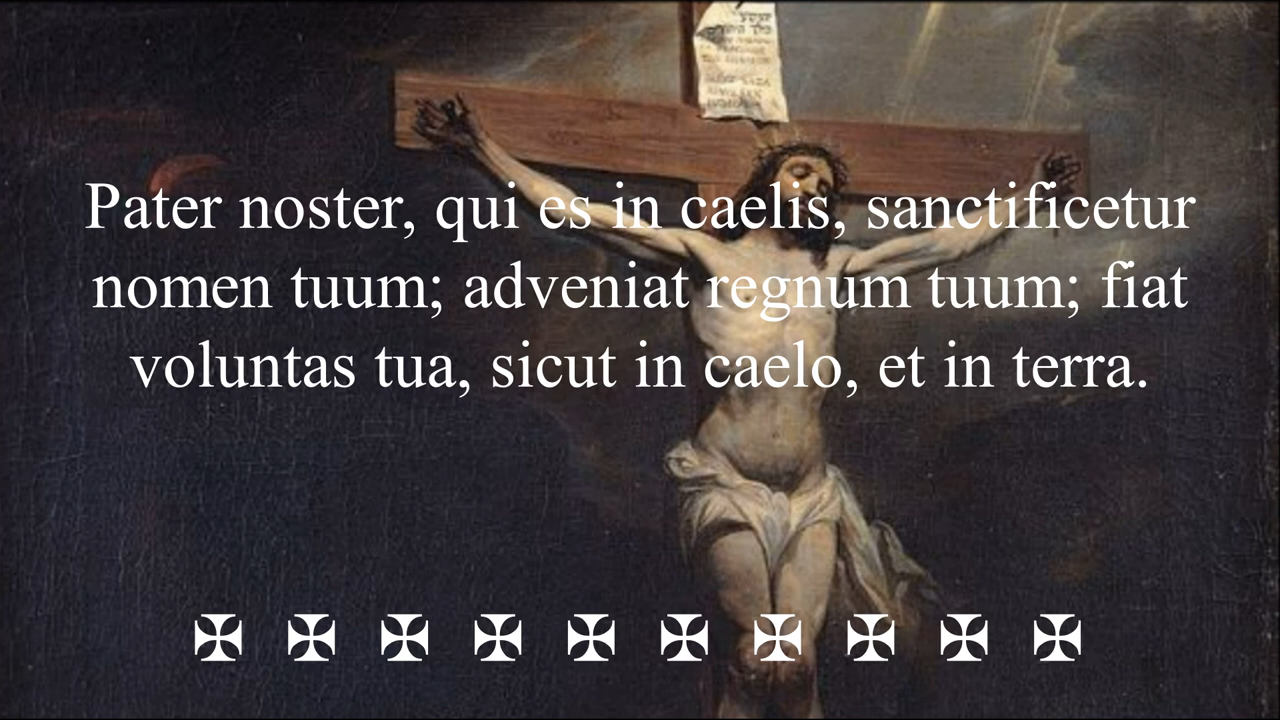 Pater noster, qui es in caelis, sanctificetur
nomen tuum; adveniat regnum tuum; fiat
voluntas tua, sicut in caelo, et in terra.
✠ ✠ ✠ ✠ ✠ ✠ ✠ ✠ ✠ ✠